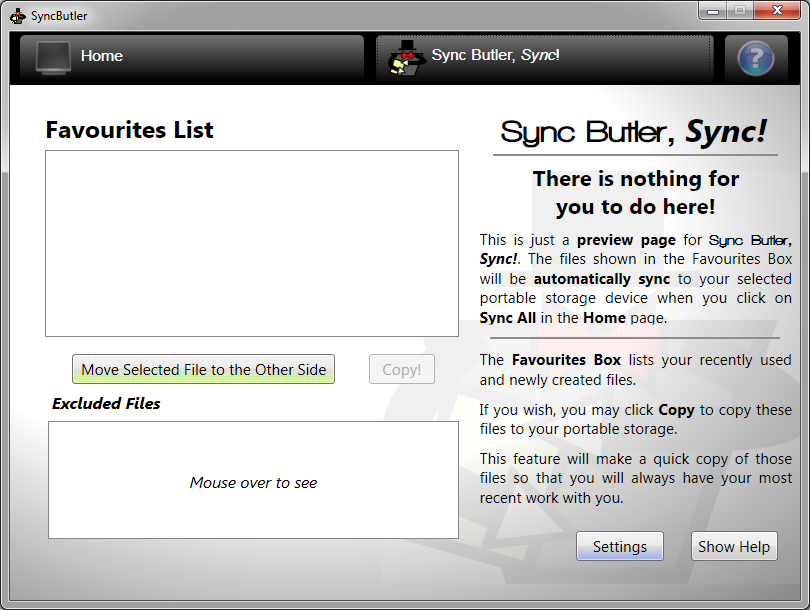 SyncButler
Home
Sync Butler, Sync!
?
Favourites List
Move Selected File to the Other Side
Copy!
Excluded Files
Mouse over to see
Sync Butler, Sync!
There is nothing for
you to do here!
This is just a preview page for Sync Butler,
Sync!. The files shown in the Favourites Box
will be automatically sync to your selected
portable storage device when you click on
Sync All in the Home page.
The Favourites Box lists your recently used
and newly created files.
If you wish, you may click Copy to copy these
files to your portable storage.
This feature will make a quick copy of those
files so that you will always have your most
recent work with you.
Settings
Show Help